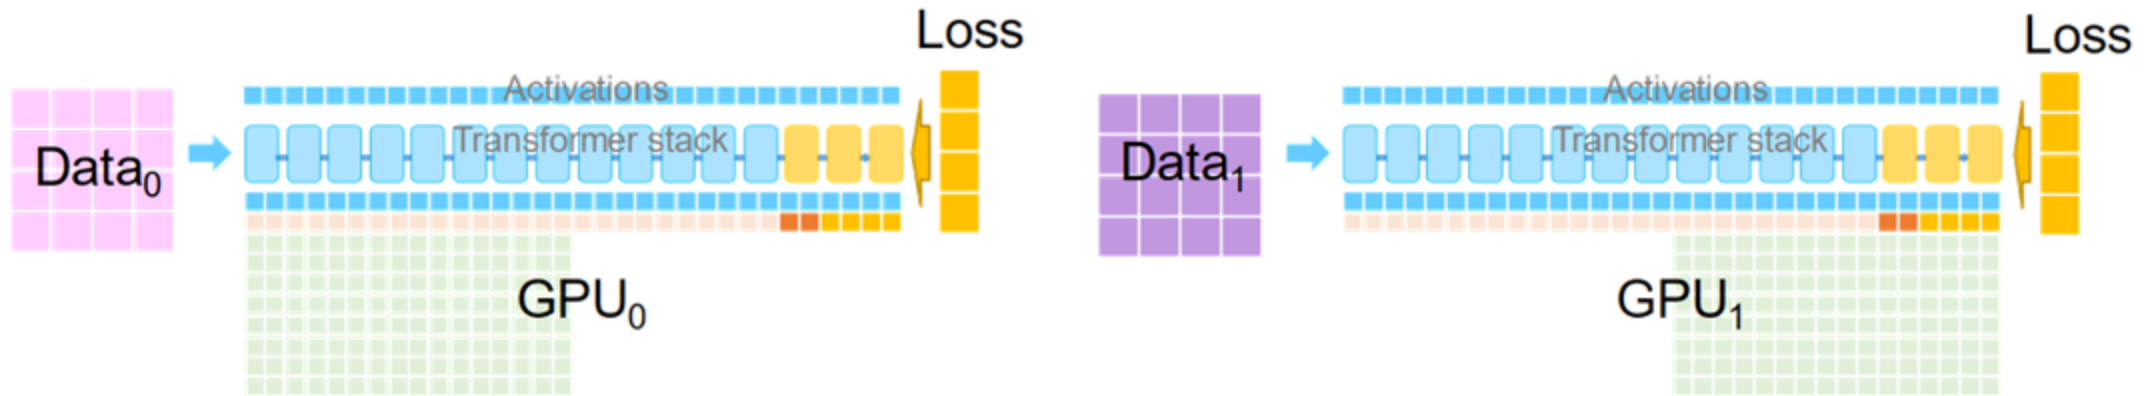 Loss
Activations
Data₀
Transformer stack
GPU₀
Loss
Activations
Data₁
Transformer stack
GPU₁